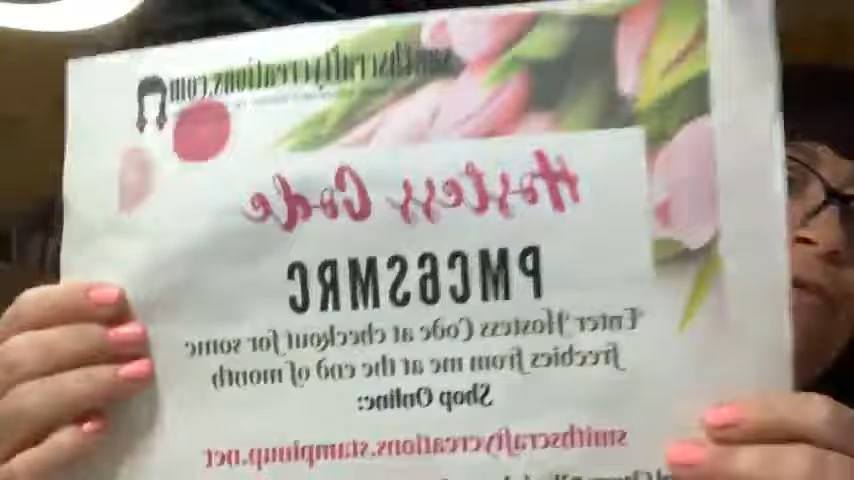 smithscraftycreations.com
Hostess Code
PMC6SMRC
Enter Hostess Code at checkout for some
freebies from me at the end of month
Shop Online:
smithscraftycreations.stampinup.net